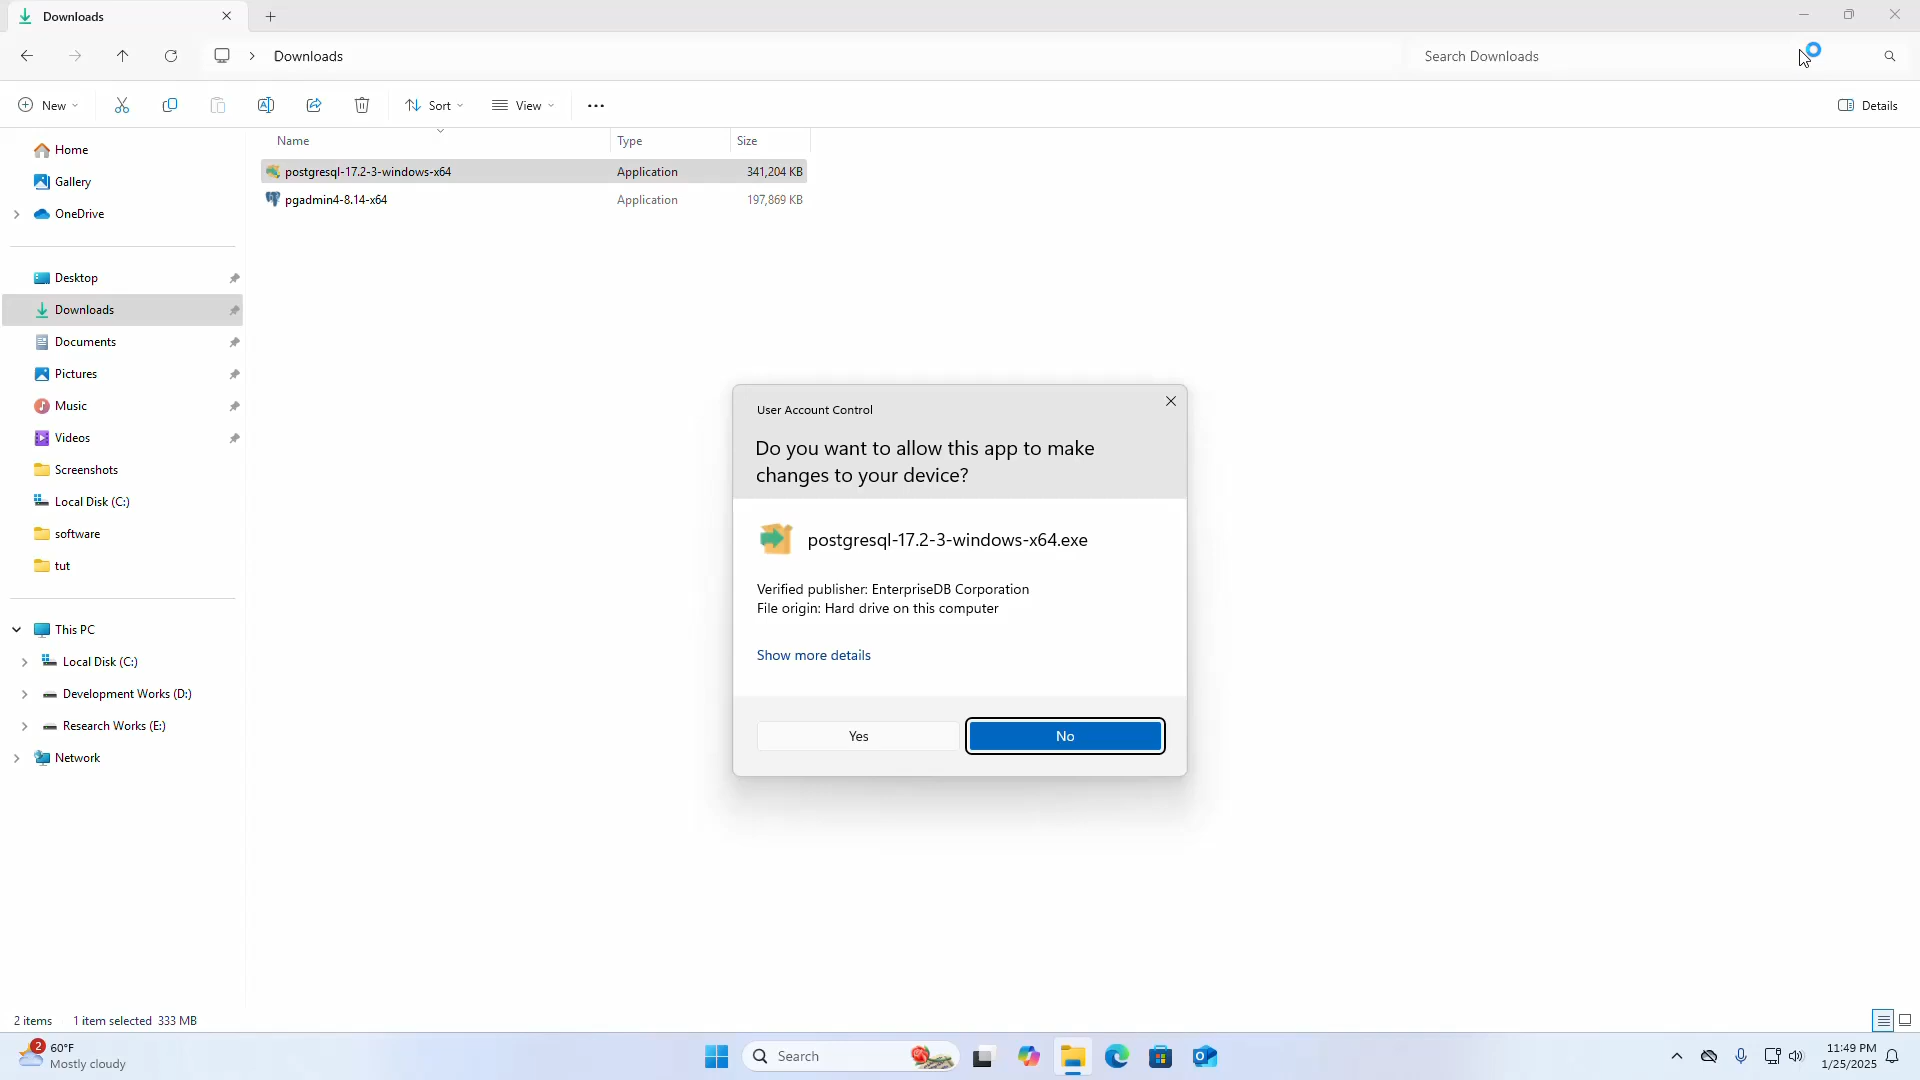 Downloads
Downloads
Search Downloads
New
Sort
View
Details
Name
Type
Size
postgresql-17.2-3-windows-x64
Application
341,204 KB
pgadmin4-8.14-x64
Application
197,869 KB
Home
Gallery
OneDrive
Desktop
Downloads
Documents
Pictures
Music
Videos
Screenshots
Local Disk (C:)
software
tut
This PC
Local Disk (C:)
Development Works (D:)
Research Works (E:)
Network
User Account Control
Do you want to allow this app to make
changes to your device?
postgresql-17.2-3-windows-x64.exe
Verified publisher: EnterpriseDB Corporation
File origin: Hard drive on this computer
Show more details
Yes
No
2 items
1 item selected 333 MB
2
60°F
Mostly cloudy
Search
11:49 PM
1/25/2025